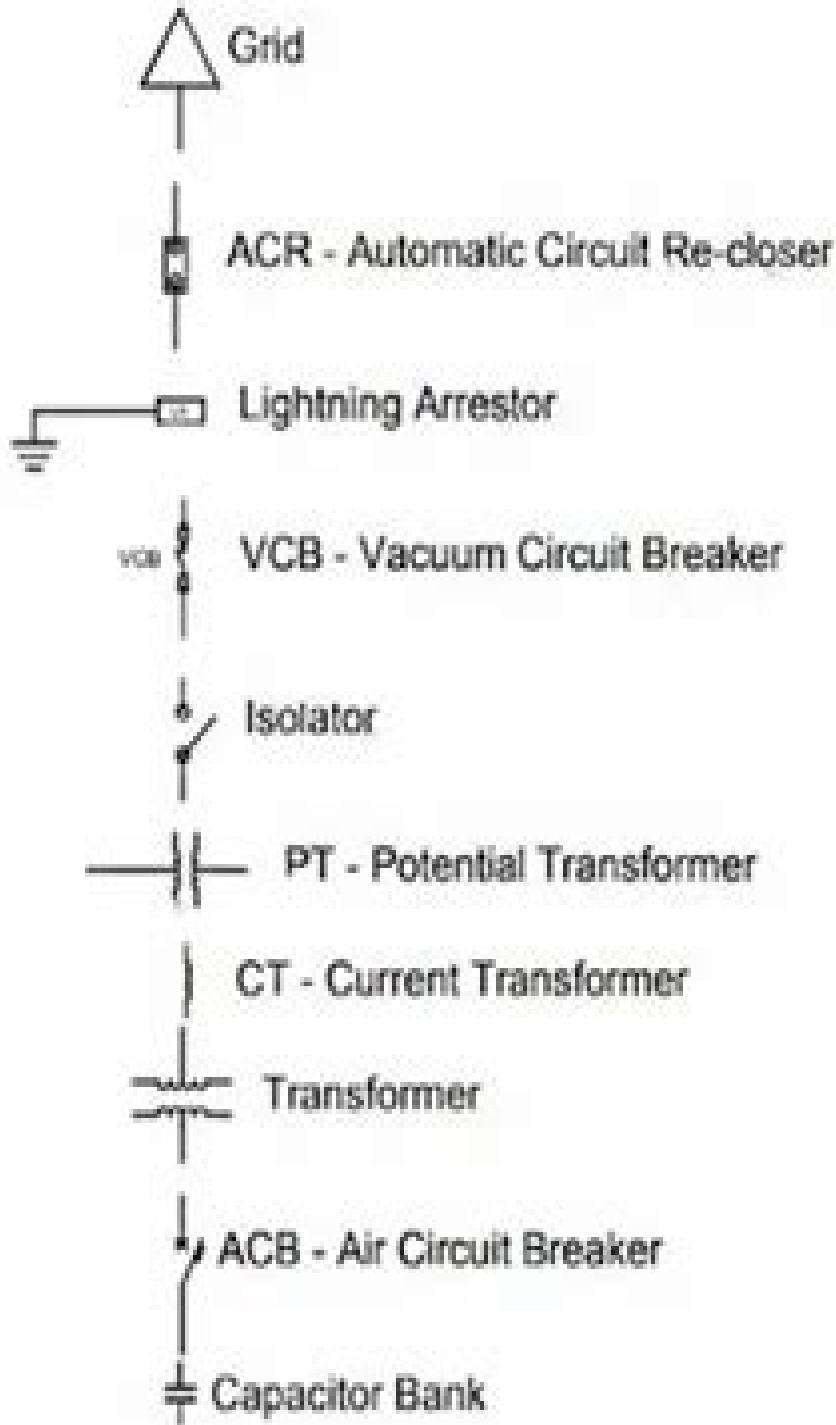 Grid
ACR - Automatic Circuit Re-closer
Lightning Arrestor
VCB
VCB - Vacuum Circuit Breaker
Isolator
PT - Potential Transformer
CT - Current Transformer
Transformer
ACB - Air Circuit Breaker
Capacitor Bank